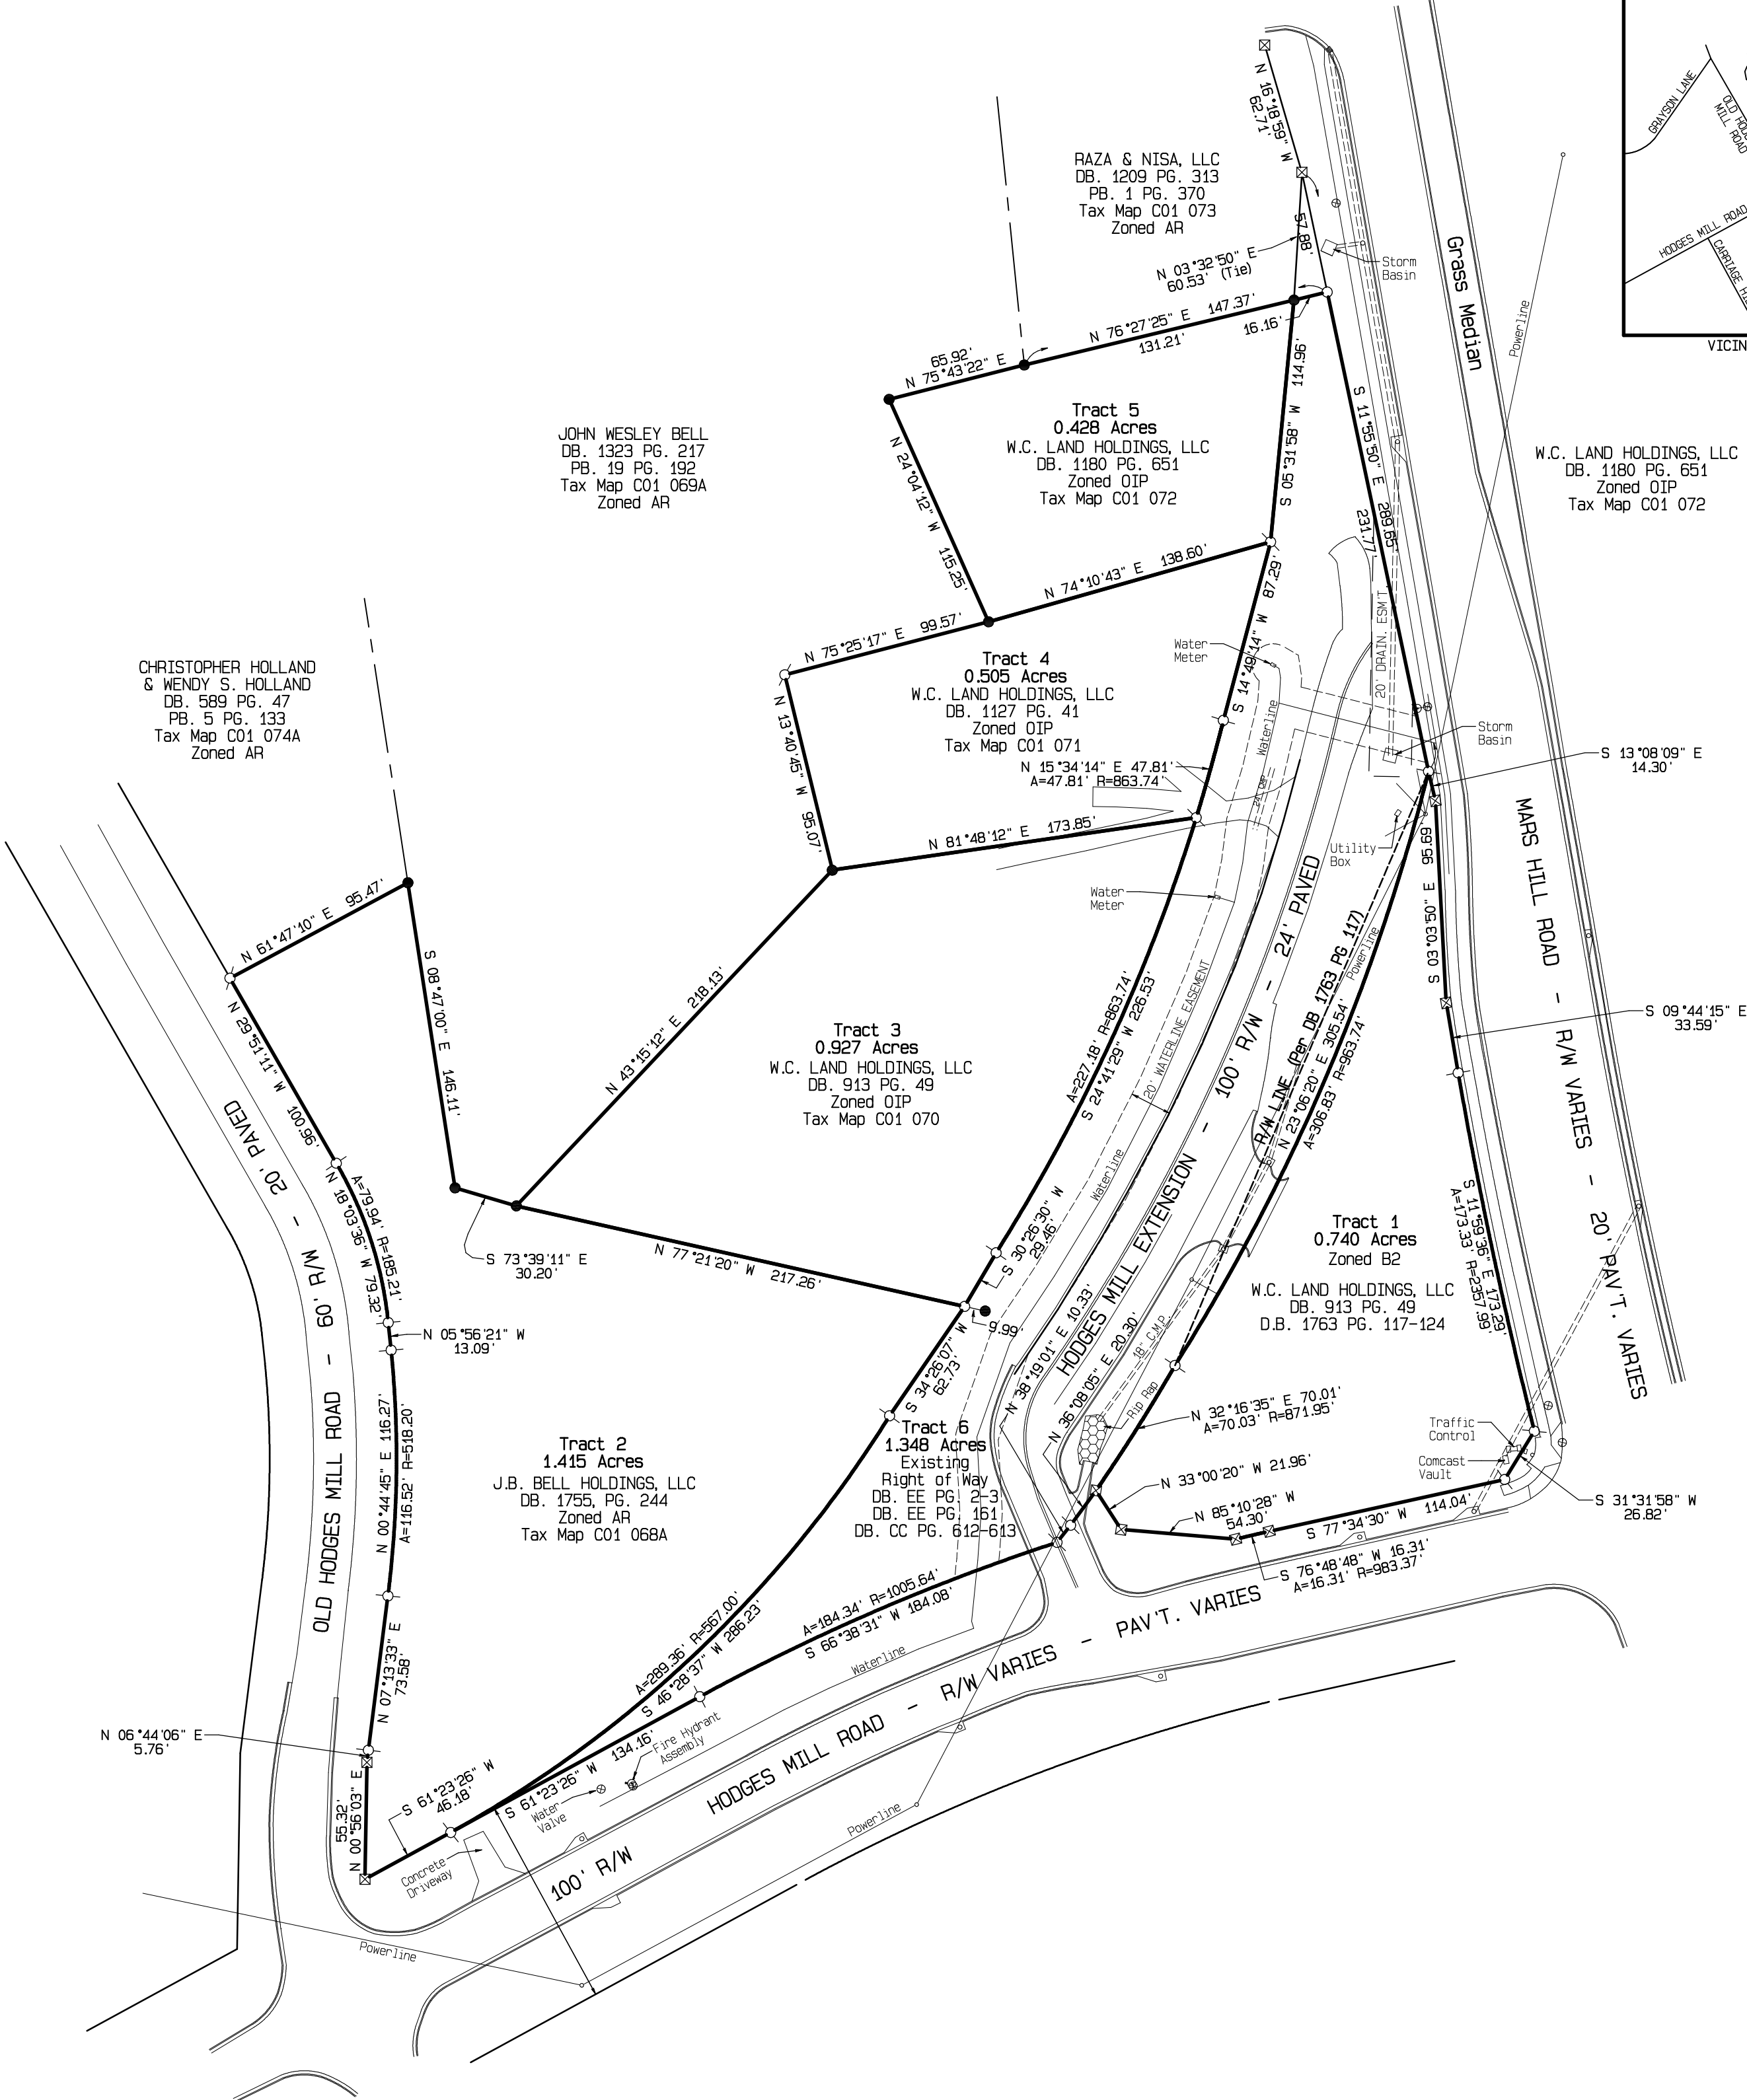 GRAYSON LANE
MILL ROAD
HODGES MILL ROAD
VICIN
N 16°18'59" W
62.71'
RAZA & NISA, LLC
DB. 1209 PG. 313
PB. 1 PG. 370
Tax Map C01 073
Zoned AR
57.88'
N 03°32'50" E
60.53' (Tie)
Storm
Basin
Grass Median
Powerline
N 76°27'25" E 147.37'
131.21'
16.16'
65.92'
N 75°43'22" E
S 05°31'58" W 114.96'
S 11°55'50" E 289.65'
231.77'
Tract 5
0.428 Acres
W.C. LAND HOLDINGS, LLC
DB. 1180 PG. 651
Zoned OIP
Tax Map C01 072
JOHN WESLEY BELL
DB. 1323 PG. 217
PB. 19 PG. 192
Tax Map C01 069A
Zoned AR
N 24°04'12" W 115.25'
W.C. LAND HOLDINGS, LLC
DB. 1180 PG. 651
Zoned OIP
Tax Map C01 072
N 74°10'43" E 138.60'
N 75°25'17" E 99.57'
S 14°49'14" W 87.29'
20' DRAIN. ESM'T.
Water
Meter
Waterline
Storm
Basin
CHRISTOPHER HOLLAND
& WENDY S. HOLLAND
DB. 589 PG. 47
PB. 5 PG. 133
Tax Map C01 074A
Zoned AR
Tract 4
0.505 Acres
W.C. LAND HOLDINGS, LLC
DB. 1127 PG. 41
Zoned OIP
Tax Map C01 071
N 13°40'45" W 95.07'
N 15°34'14" E 47.81'
A=47.81' R=863.74'
S 13°08'09" E
14.30'
N 81°48'12" E 173.85'
Utility
Box
Water
Meter
S 03°03'50" E 95.69'
MARS HILL ROAD - R/W VARIES - 20' PAV'T. VARIES
N 61°47'10" E 95.47'
S 08°47'00" E 146.11'
N 43°15'12" E 218.13'
N 29°51'11" W 100.96'
S 09°44'15" E
33.59'
Tract 3
0.927 Acres
W.C. LAND HOLDINGS, LLC
DB. 913 PG. 49
Zoned OIP
Tax Map C01 070
A=227.18' R=863.74'
S 24°41'29" W 226.53'
20' WATERLINE EASEMENT
Waterline
HODGES MILL EXTENSION - 100' R/W - 24' PAVED
R/W LINE (Per DB 1763 PG 117)
Powerline
N 23°06'20" E 305.54'
A=306.83' R=963.74'
OLD HODGES MILL ROAD - 60' R/W - 20' PAVED
A=79.94' R=185.21'
N 18°03'36" W 79.32'
S 73°39'11" E
30.20'
N 77°21'20" W 217.26'
S 30°26'30" W
29.46'
9.99'
S 11°59'36" E 173.29'
A=173.33' R=2357.99'
Tract 1
0.740 Acres
Zoned B2
W.C. LAND HOLDINGS, LLC
DB. 913 PG. 49
D.B. 1763 PG. 117-124
N 05°56'21" W
13.09'
S 34°26'07" W
62.73'
N 38°19'01" E 10.33'
N 36°08'05" E 20.30'
18" C.M.P.
Rip Rap
N 32°16'35" E 70.01'
A=70.03' R=871.95'
Traffic
Control
Comcast
Vault
N 00°44'45" E 116.27'
A=116.52' R=518.20'
Tract 2
1.415 Acres
J.B. BELL HOLDINGS, LLC
DB. 1755, PG. 244
Zoned AR
Tax Map C01 068A
Tract 6
1.348 Acres
Existing
Right of Way
DB. EE PG. 2-3
DB. EE PG. 161
DB. CC PG. 612-613
N 33°00'20" W 21.96'
N 85°10'28" W
54.30'
S 77°34'30" W 114.04'
S 31°31'58" W
26.82'
S 76°48'48" W 16.31'
A=16.31' R=983.37'
A=184.34' R=1005.64'
S 66°38'31" W 184.08'
A=289.36' R=567.00'
S 46°28'37" W 286.23'
N 07°13'33" E
73.58'
N 06°44'06" E
5.76'
Waterline
Fire Hydrant
Assembly
S 61°23'26" W 134.16'
Water
Valve
S 61°23'26" W
46.18'
N 00°56'03" E
55.32'
Concrete
Driveway
HODGES MILL ROAD - R/W VARIES - PAV'T. VARIES
100' R/W
Powerline
Powerline